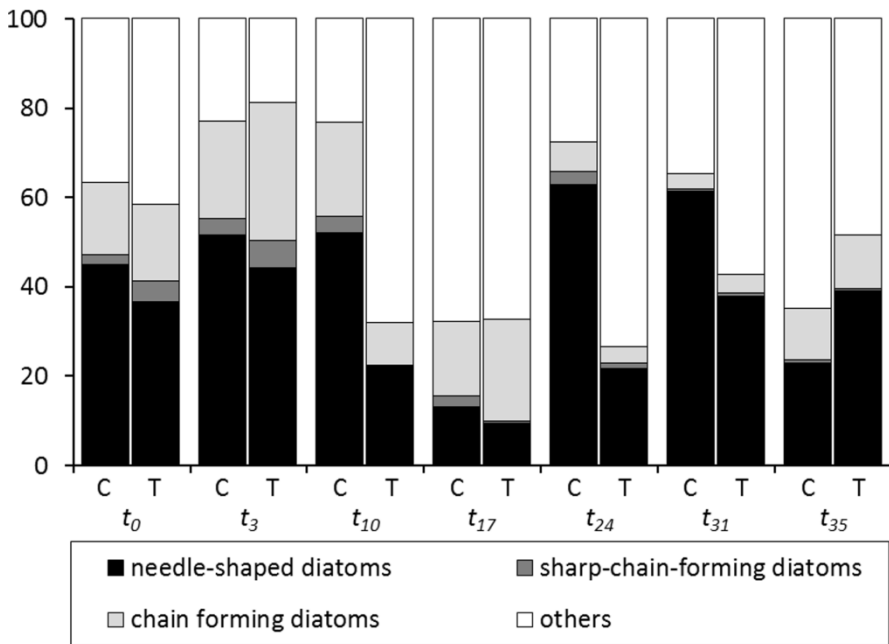 100
80
60
40
20
0
C T C T C T C T C T C T C T
t0 t3 t10 t17 t24 t31 t35
needle-shaped diatoms sharp-chain-forming diatoms
chain forming diatoms others